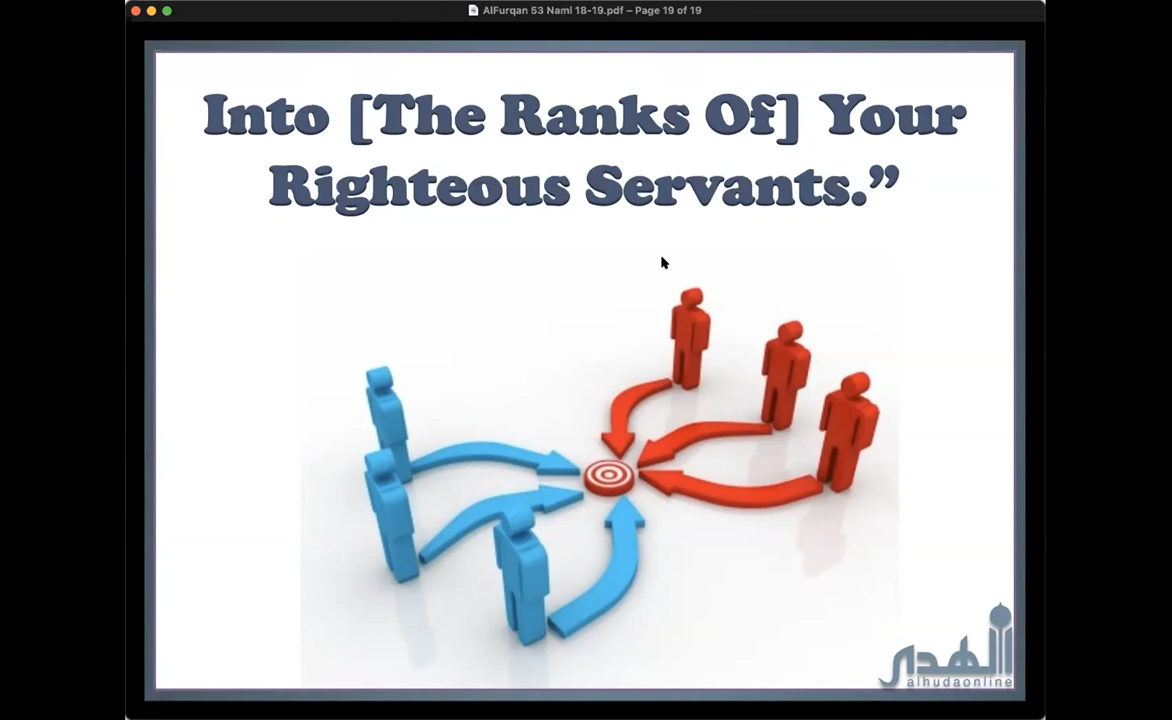 AlFurqan 53 Naml 18-19.pdf – Page 19 of 19
Into [The Ranks Of] Your
Righteous Servants.”
الهدى
alhudaonline